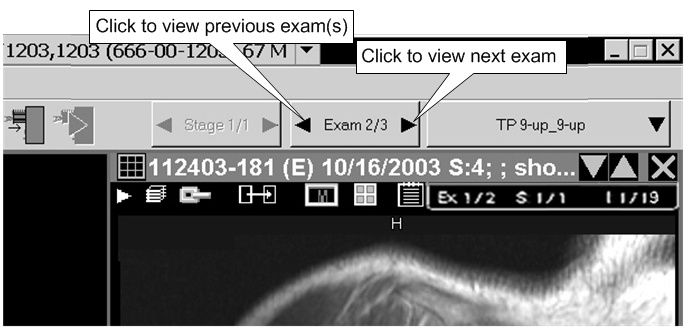 Click to view previous exam(s)
1203,1203 (666-00-1203, 67 M
Click to view next exam
Stage 1/1
Exam 2/3
TP 9-up_9-up
112403-181 (E) 10/16/2003 S:4; ; sho...
Ex 1/2 S 1/1 I 1/19
H